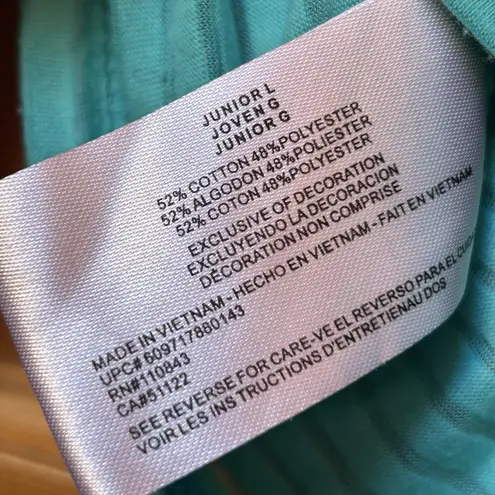 JUNIOR L
JOVEN G
JUNIOR G
52% COTTON 48%POLYESTER
52% ALGODON 48%POLIESTER
52% COTON 48%POLYESTER
EXCLUSIVE OF DECORATION
EXCLUYENDO LA DECORACION
DÉCORATION NON COMPRISE
MADE IN VIETNAM - HECHO EN VIETNAM - FAIT EN VIETNAM
UPC# 609717880143
RN#110843
CA#51122
SEE REVERSE FOR CARE-VE EL REVERSO PARA EL
VOIR LES INS TRUCTIONS D'ENTRETIENAU DOS